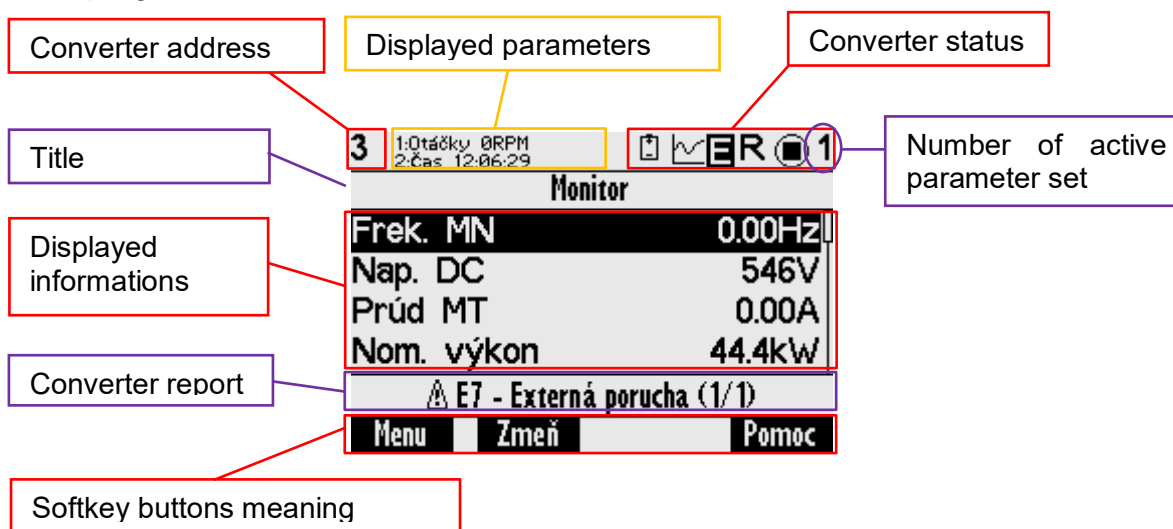 Converter address
Displayed parameters
Converter status
Title
3
1:Otáčky 0RPM
2:Čas 12:06:29
E R 1
Number of active
parameter set
Monitor
Displayed
informations
Frek. MN 0.00Hz
Nap. DC 546V
Prúd MT 0.00A
Nom. výkon 44.4kW
Converter report
E7 - Externá porucha (1/1)
Menu Zmeň Pomoc
Softkey buttons meaning